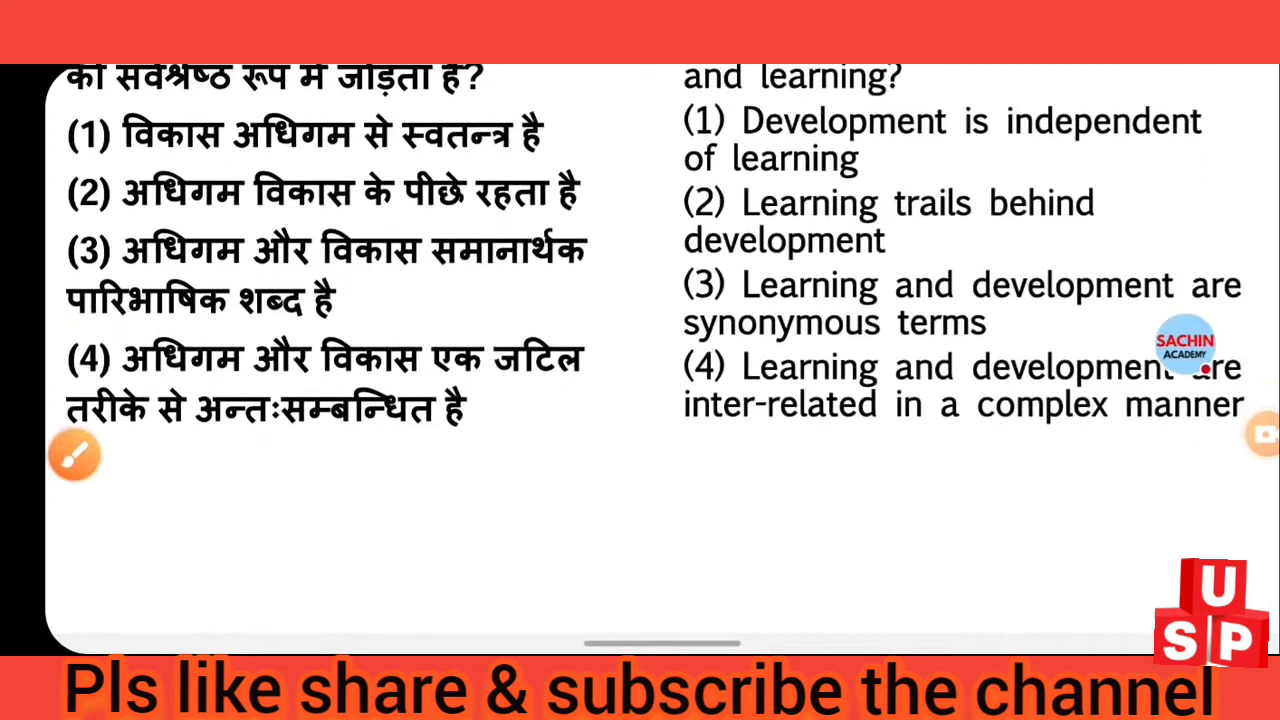 को सर्वश्रेष्ठ रूप में जोड़ता है?
(1) विकास अधिगम से स्वतन्त्र है
(2) अधिगम विकास के पीछे रहता है
(3) अधिगम और विकास समानार्थक
पारिभाषिक शब्द है
(4) अधिगम और विकास एक जटिल
तरीके से अन्तःसम्बन्धित है
and learning?
(1) Development is independent
of learning
(2) Learning trails behind
development
(3) Learning and development are
synonymous terms
(4) Learning and development are
inter-related in a complex manner
SACHIN
ACADEMY
U
S P
Pls like share & subscribe the channel